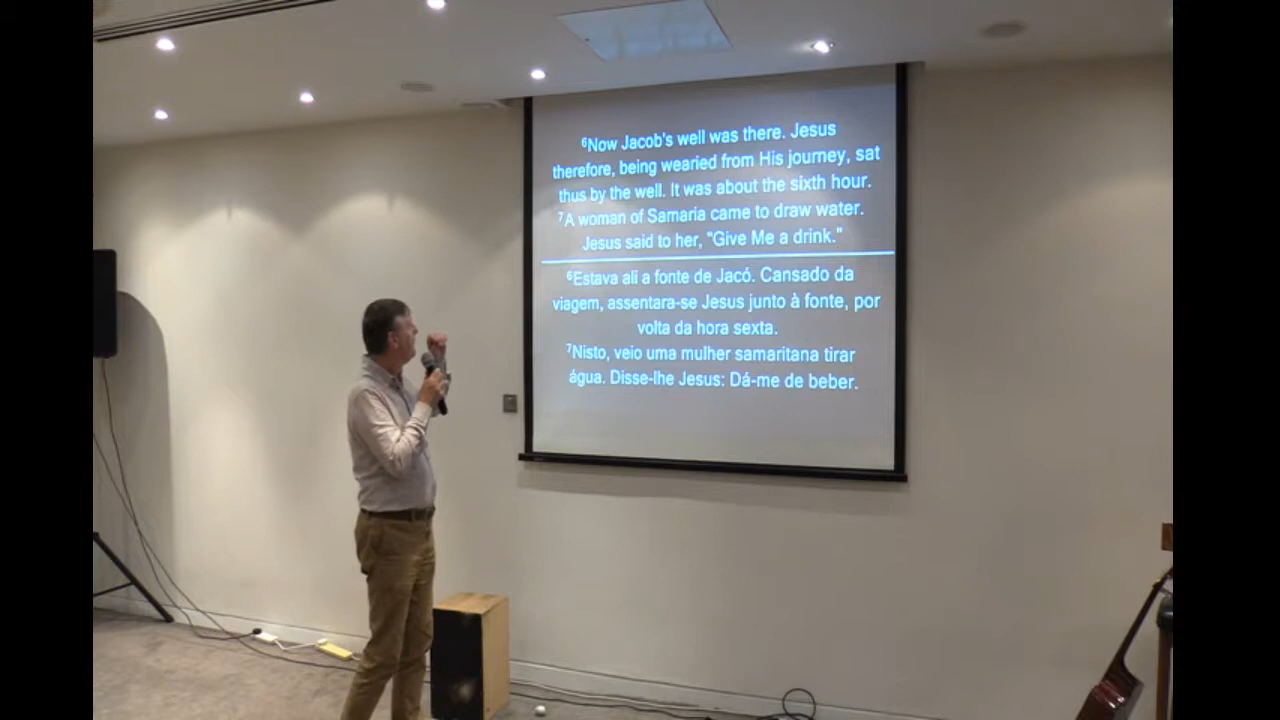 ⁶Now Jacob's well was there. Jesus
therefore, being wearied from His journey, sat
thus by the well. It was about the sixth hour.
⁷A woman of Samaria came to draw water.
Jesus said to her, "Give Me a drink."
⁶Estava ali a fonte de Jacó. Cansado da
viagem, assentara-se Jesus junto à fonte, por
volta da hora sexta.
⁷Nisto, veio uma mulher samaritana tirar
água. Disse-lhe Jesus: Dá-me de beber.